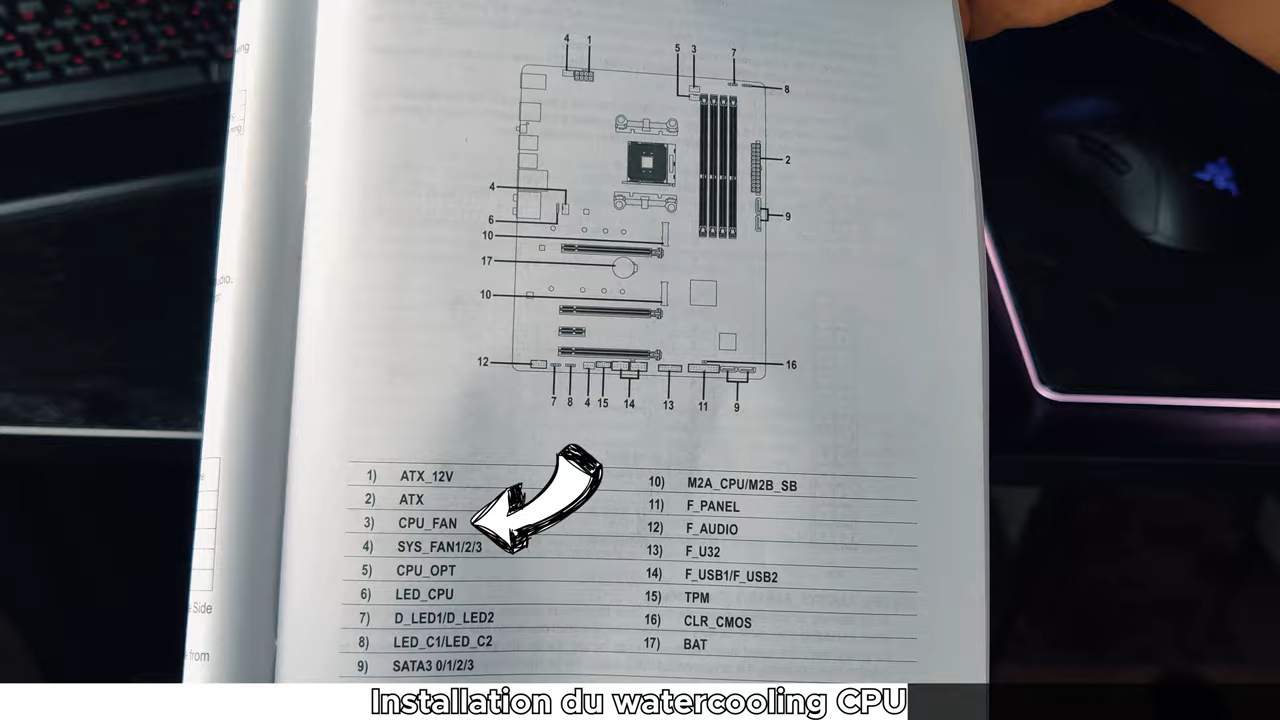 4 1
5 3 7
8
2
4
6
9
10
17
10
12
16
7 8 4 15 14 13 11 9
1) ATX_12V
2) ATX
3) CPU_FAN
4) SYS_FAN1/2/3
5) CPU_OPT
6) LED_CPU
7) D_LED1/D_LED2
8) LED_C1/LED_C2
9) SATA3 0/1/2/3
10) M2A_CPU/M2B_SB
11) F_PANEL
12) F_AUDIO
13) F_U32
14) F_USB1/F_USB2
15) TPM
16) CLR_CMOS
17) BAT
Side
from
Installation du watercooling CPU